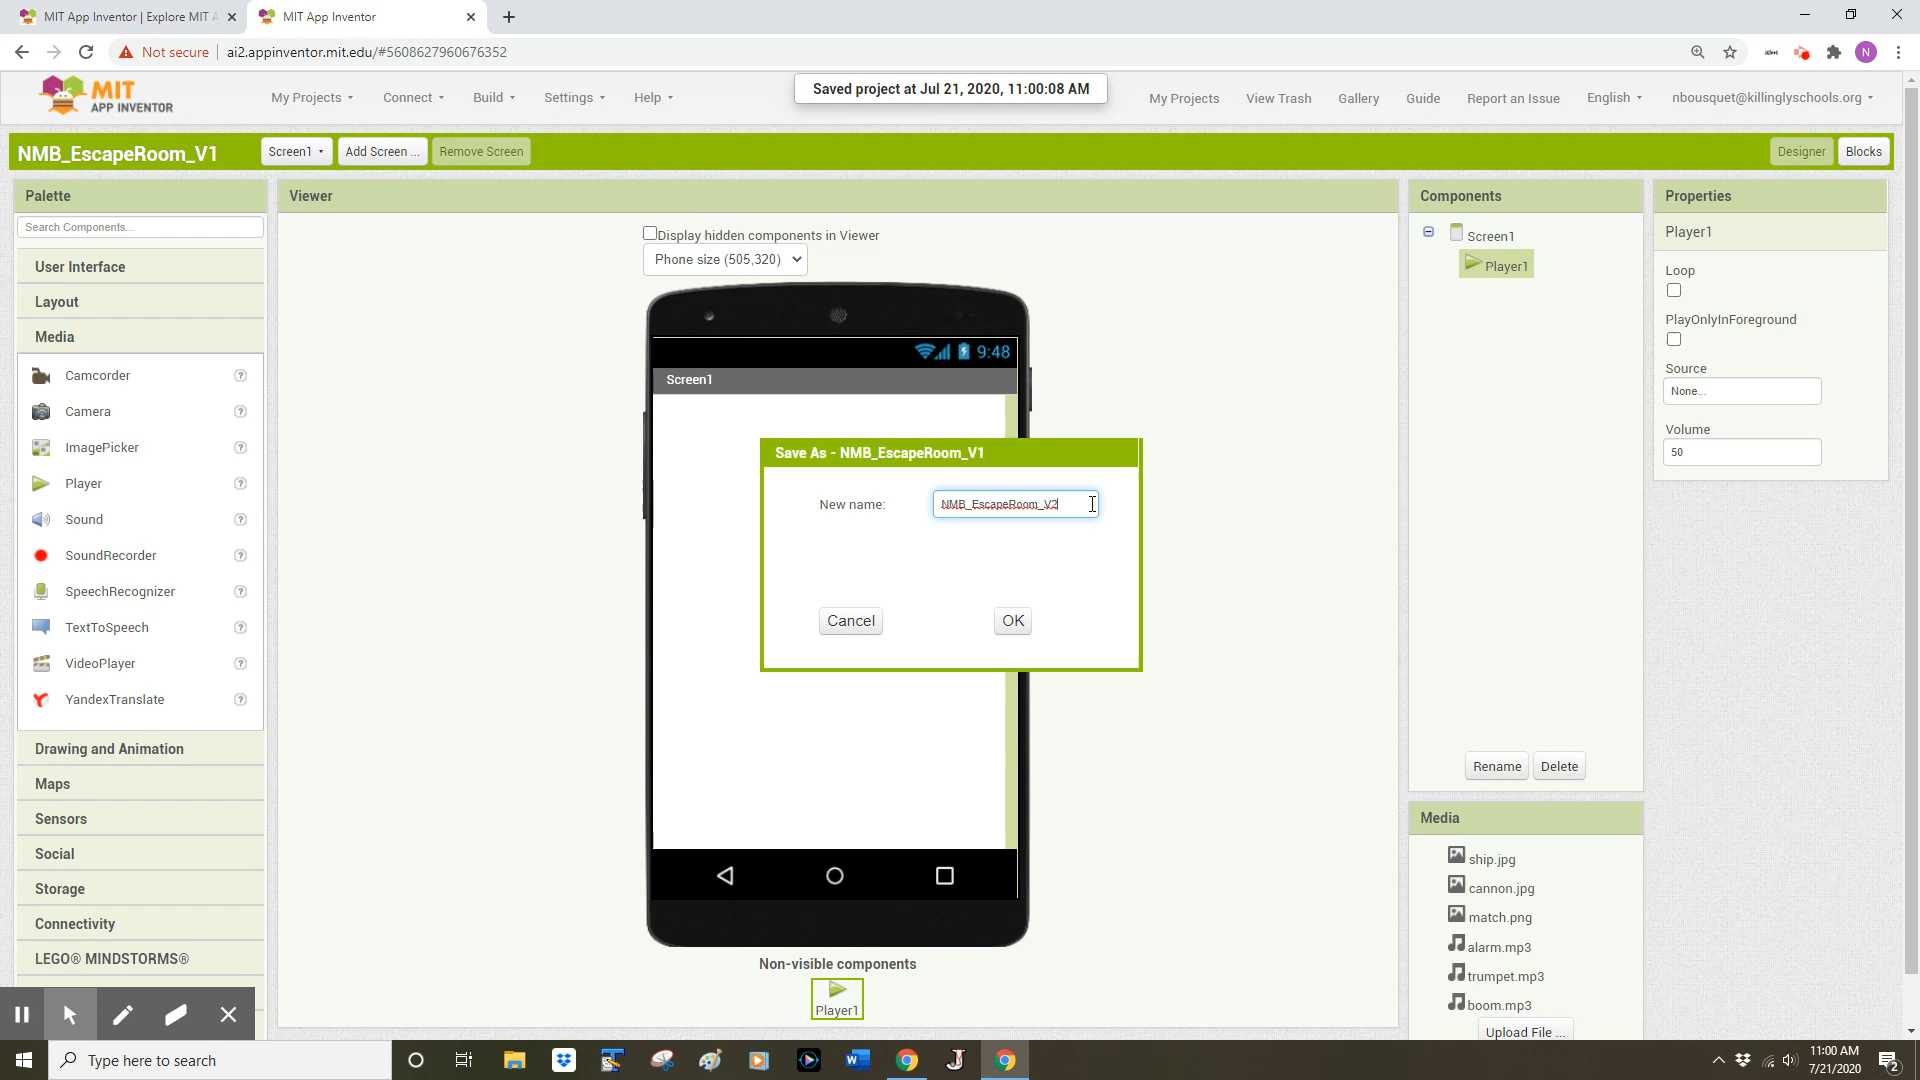 MIT App Inventor | Explore MIT A
MIT App Inventor
Not secure
ai2.appinventor.mit.edu/#5608627960676352
N
MIT
APP INVENTOR
My Projects
Connect
Build
Settings
Help
Saved project at Jul 21, 2020, 11:00:08 AM
My Projects
View Trash
Gallery
Guide
Report an Issue
English
nbousquet@killinglyschools.org
NMB_EscapeRoom_V1
Screen1
Add Screen ...
Remove Screen
Designer
Blocks
Palette
Search Components...
User Interface
Layout
Media
Camcorder ?
Camera ?
ImagePicker ?
Player ?
Sound ?
SoundRecorder ?
SpeechRecognizer ?
TextToSpeech ?
VideoPlayer ?
YandexTranslate ?
Drawing and Animation
Maps
Sensors
Social
Storage
Connectivity
LEGO® MINDSTORMS®
Viewer
Display hidden components in Viewer
Phone size (505,320)
9:48
Screen1
Save As - NMB_EscapeRoom_V1
New name:
NMB_EscapeRoom_V2
Cancel
OK
Non-visible components
Player1
Components
Screen1
Player1
Rename
Delete
Media
ship.jpg
cannon.jpg
match.png
alarm.mp3
trumpet.mp3
boom.mp3
Upload File ...
Properties
Player1
Loop
PlayOnlyInForeground
Source
None...
Volume
50
Type here to search
11:00 AM
7/21/2020
2